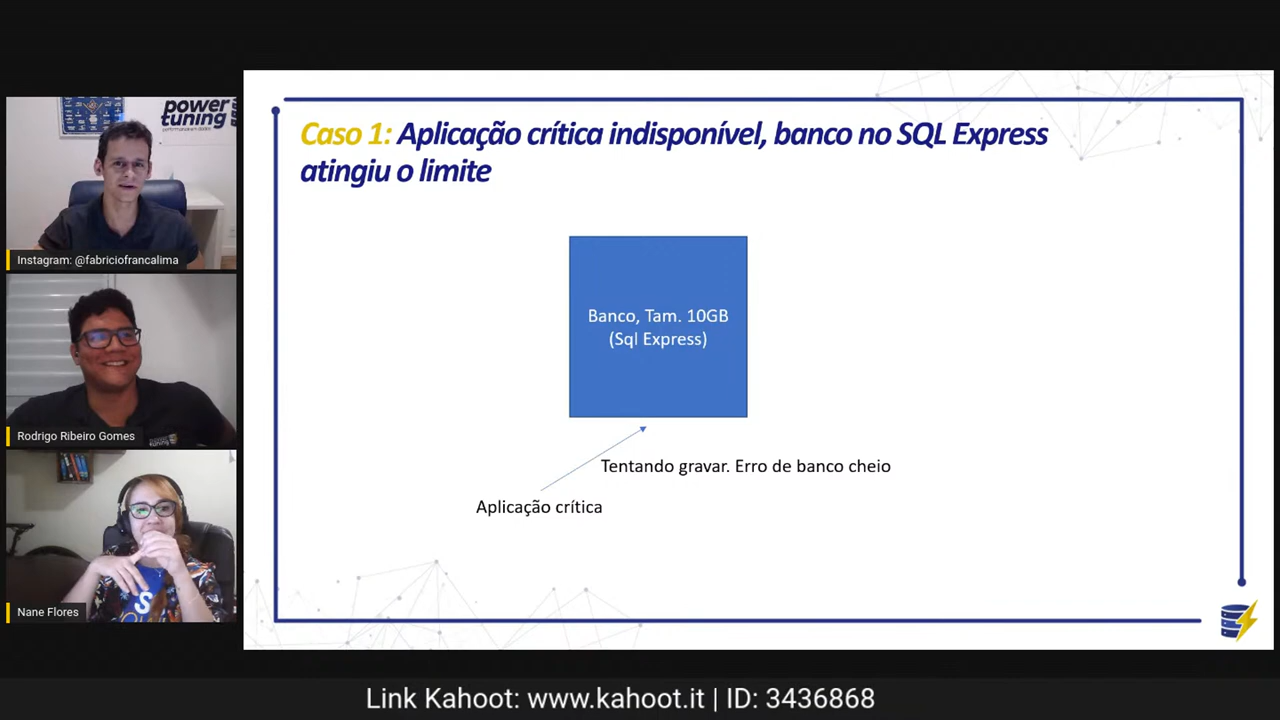 power
tuning
Instagram: @fabriciofrancalima
Rodrigo Ribeiro Gomes
Nane Flores
Caso 1: Aplicação crítica indisponível, banco no SQL Express
atingiu o limite
Banco, Tam. 10GB
(Sql Express)
Tentando gravar. Erro de banco cheio
Aplicação crítica
Link Kahoot: www.kahoot.it | ID: 3436868